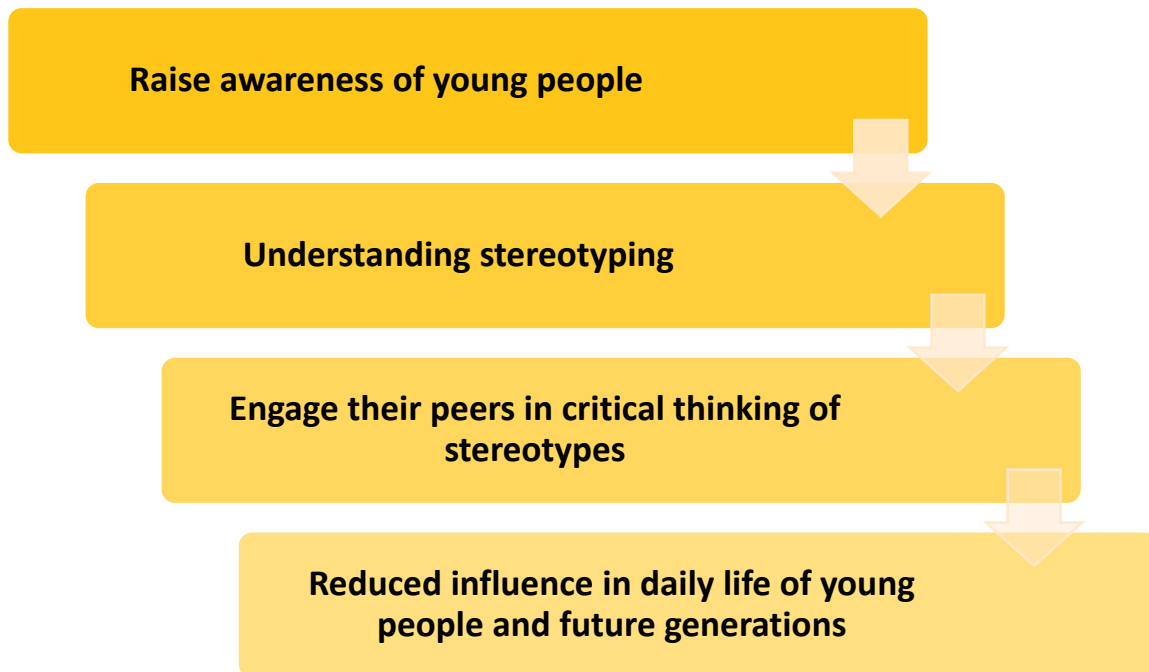 Raise awareness of young people
Understanding stereotyping
Engage their peers in critical thinking of
stereotypes
Reduced influence in daily life of young
people and future generations